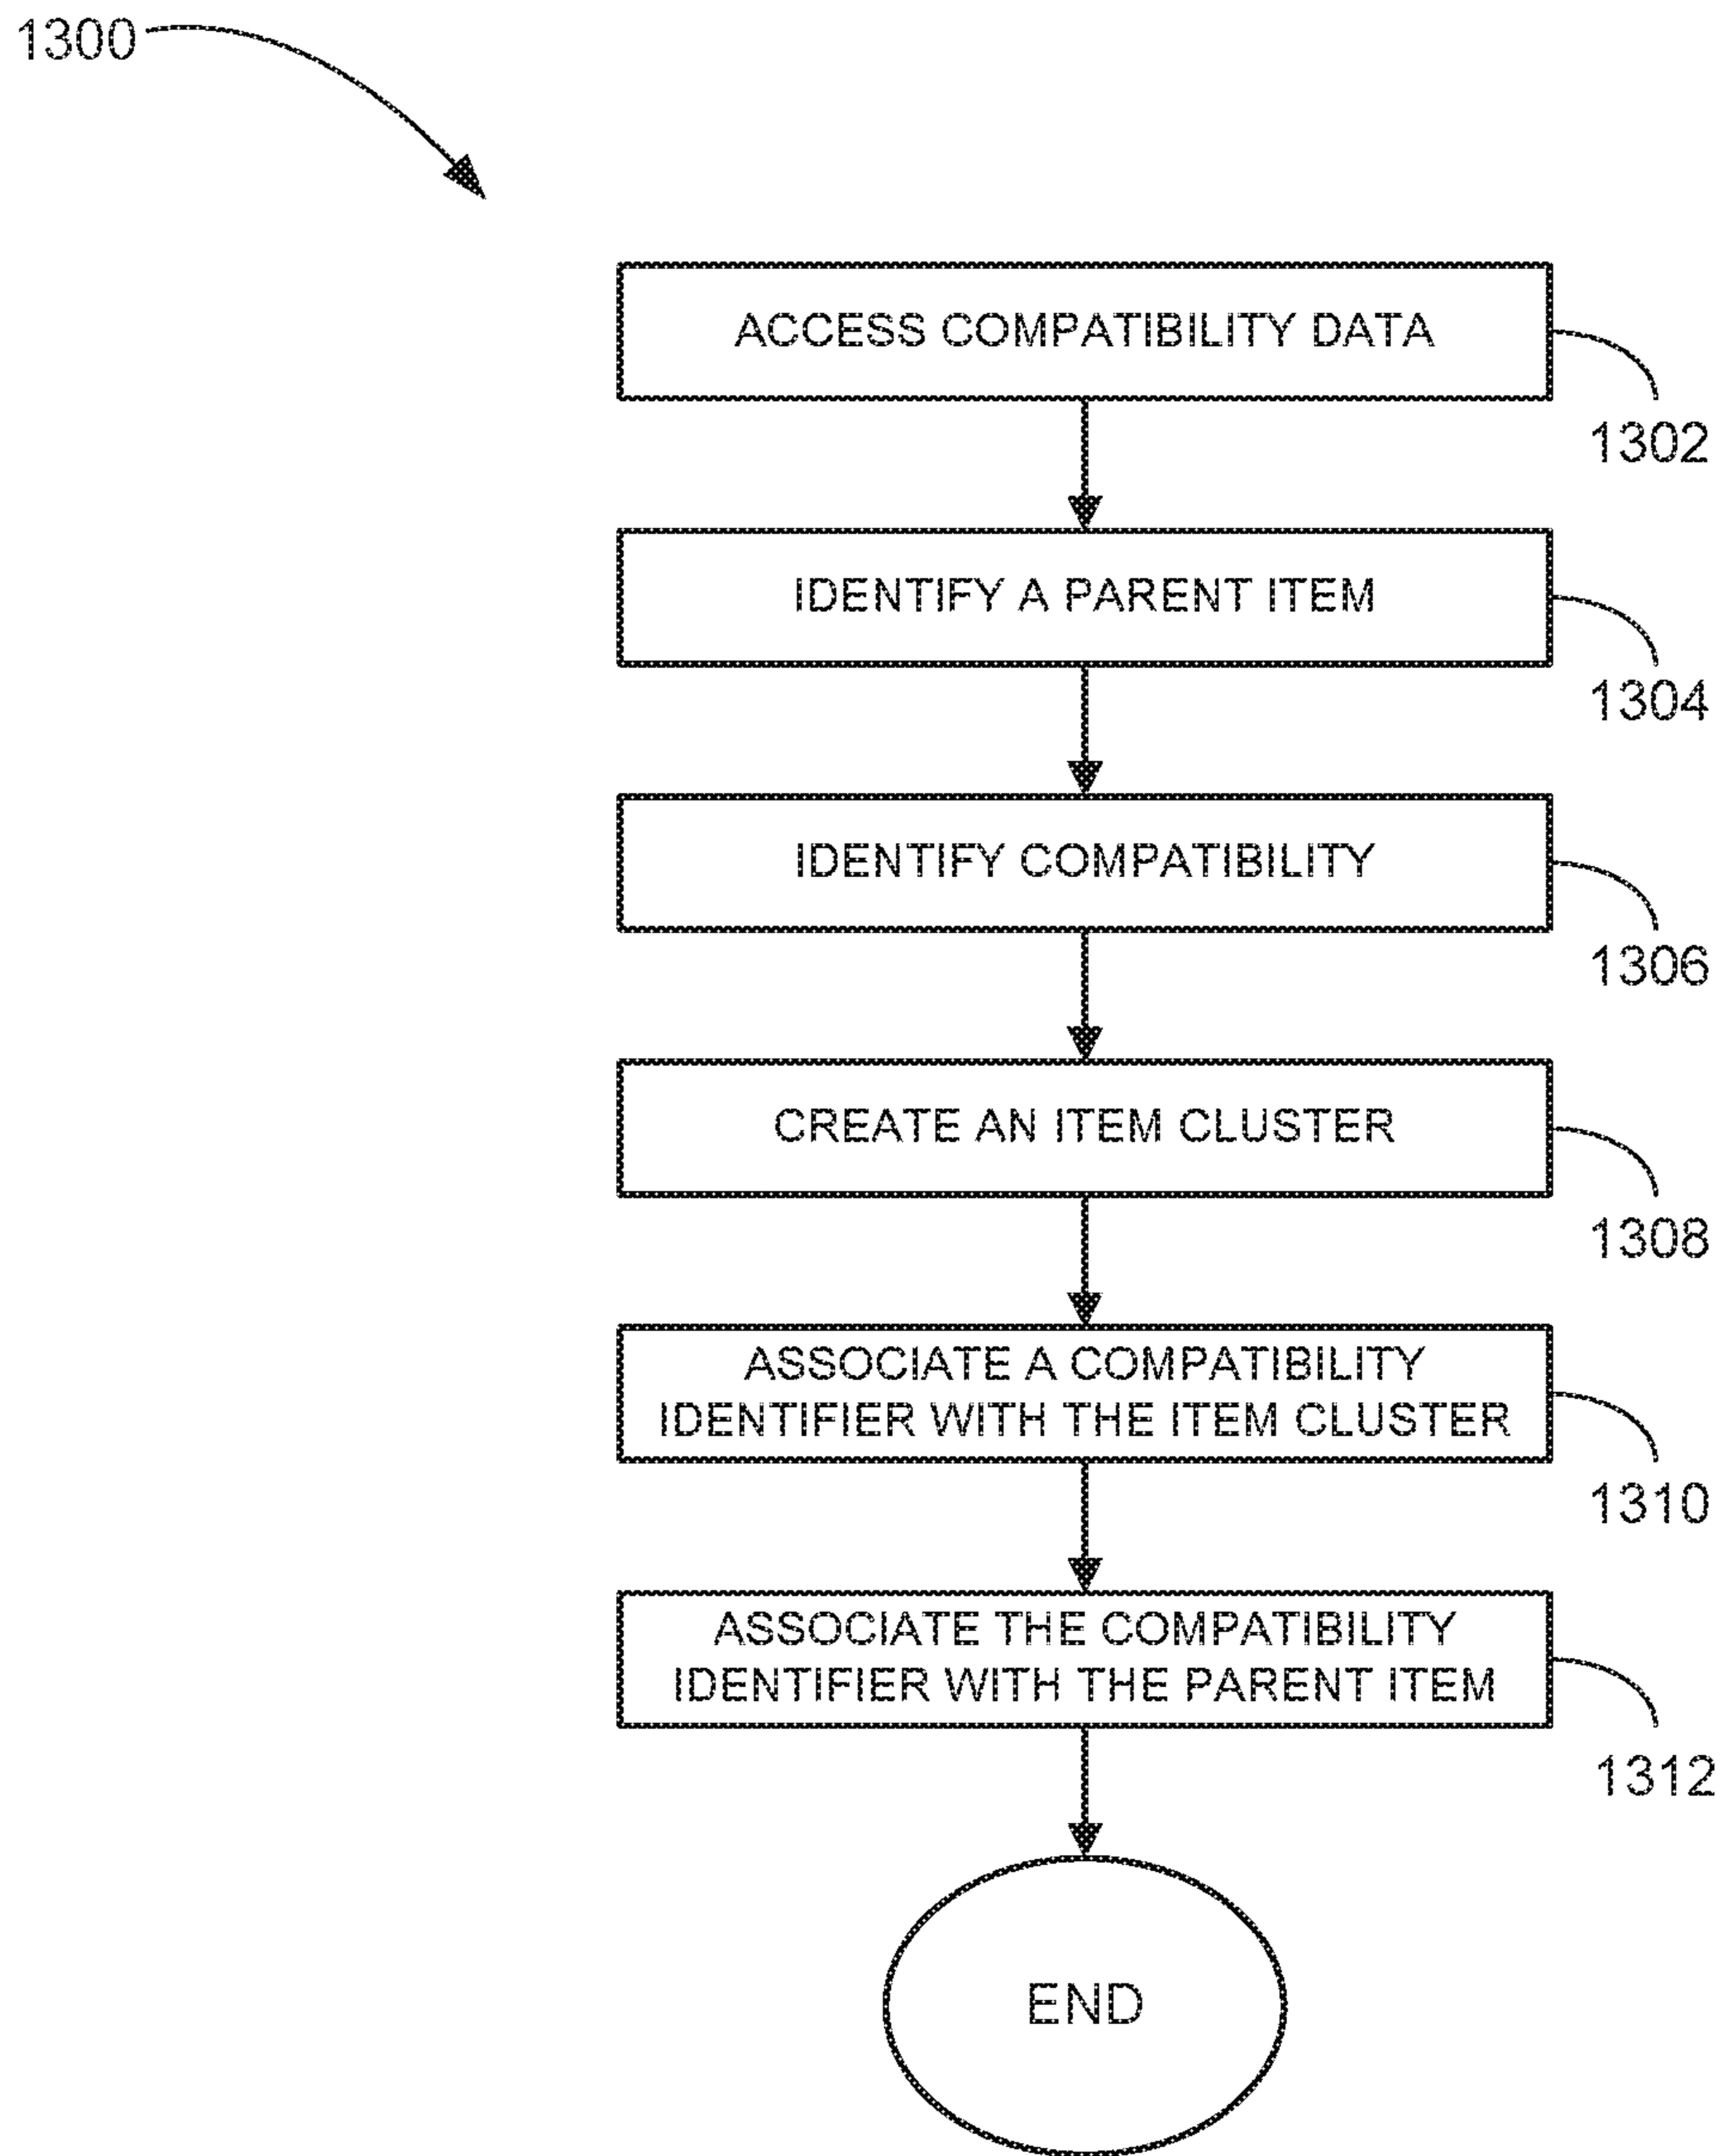 1300
ACCESS COMPATIBILITY DATA
1302
IDENTIFY A PARENT ITEM
1304
IDENTIFY COMPATIBILITY
1306
CREATE AN ITEM CLUSTER
1308
ASSOCIATE A COMPATIBILITY
IDENTIFIER WITH THE ITEM CLUSTER
1310
ASSOCIATE THE COMPATIBILITY
IDENTIFIER WITH THE PARENT ITEM
1312
END